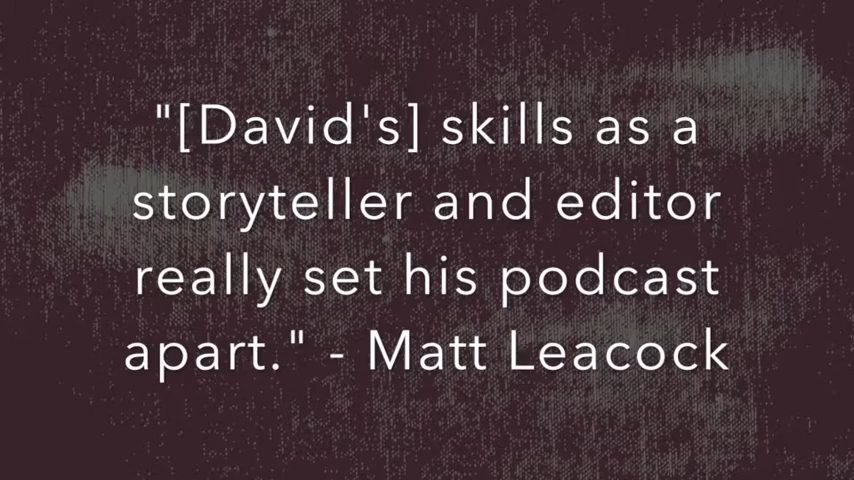 "[David's] skills as a
storyteller and editor
really set his podcast
apart." - Matt Leacock